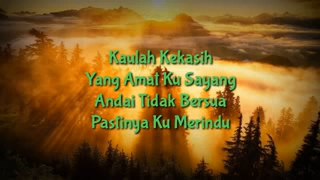 Kaulah Kekasih
Yang Amat Ku Sayang
Andai Tidak Bersua
Pastinya Ku Merindu